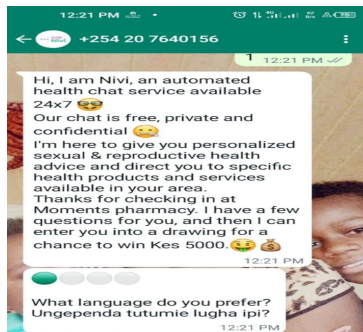 12:21 PM
+254 20 7640156
1 12:21 PM
Hi, I am Nivi, an automated
health chat service available
24x7
Our chat is free, private and
confidential
I'm here to give you personalized
sexual & reproductive health
advice and direct you to specific
health products and services
available in your area.
Thanks for checking in at
Moments pharmacy. I have a few
questions for you, and then I can
enter you into a drawing for a
chance to win Kes 5000.
12:21 PM
What language do you prefer?
Ungependa tutumie lugha ipi?
12:21 PM